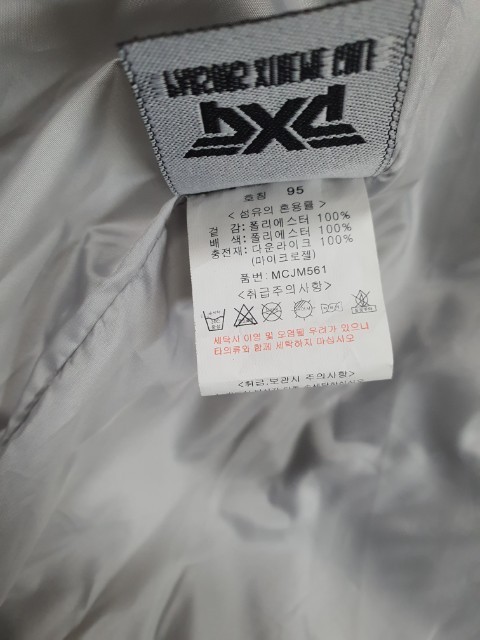 PXG
호칭 95
<섬유의 혼용률>
겉 감:폴리에스터 100%
배 색:폴리에스터 100%
충전재:다운라이크 100%
(마이크로젤)
품번: MCJM561
<취급주의사항>
세탁시 이염 및 오염될 우려가 있으니
타의류와 함께 세탁하지 마십시오
<취급,보관시 주의사항>